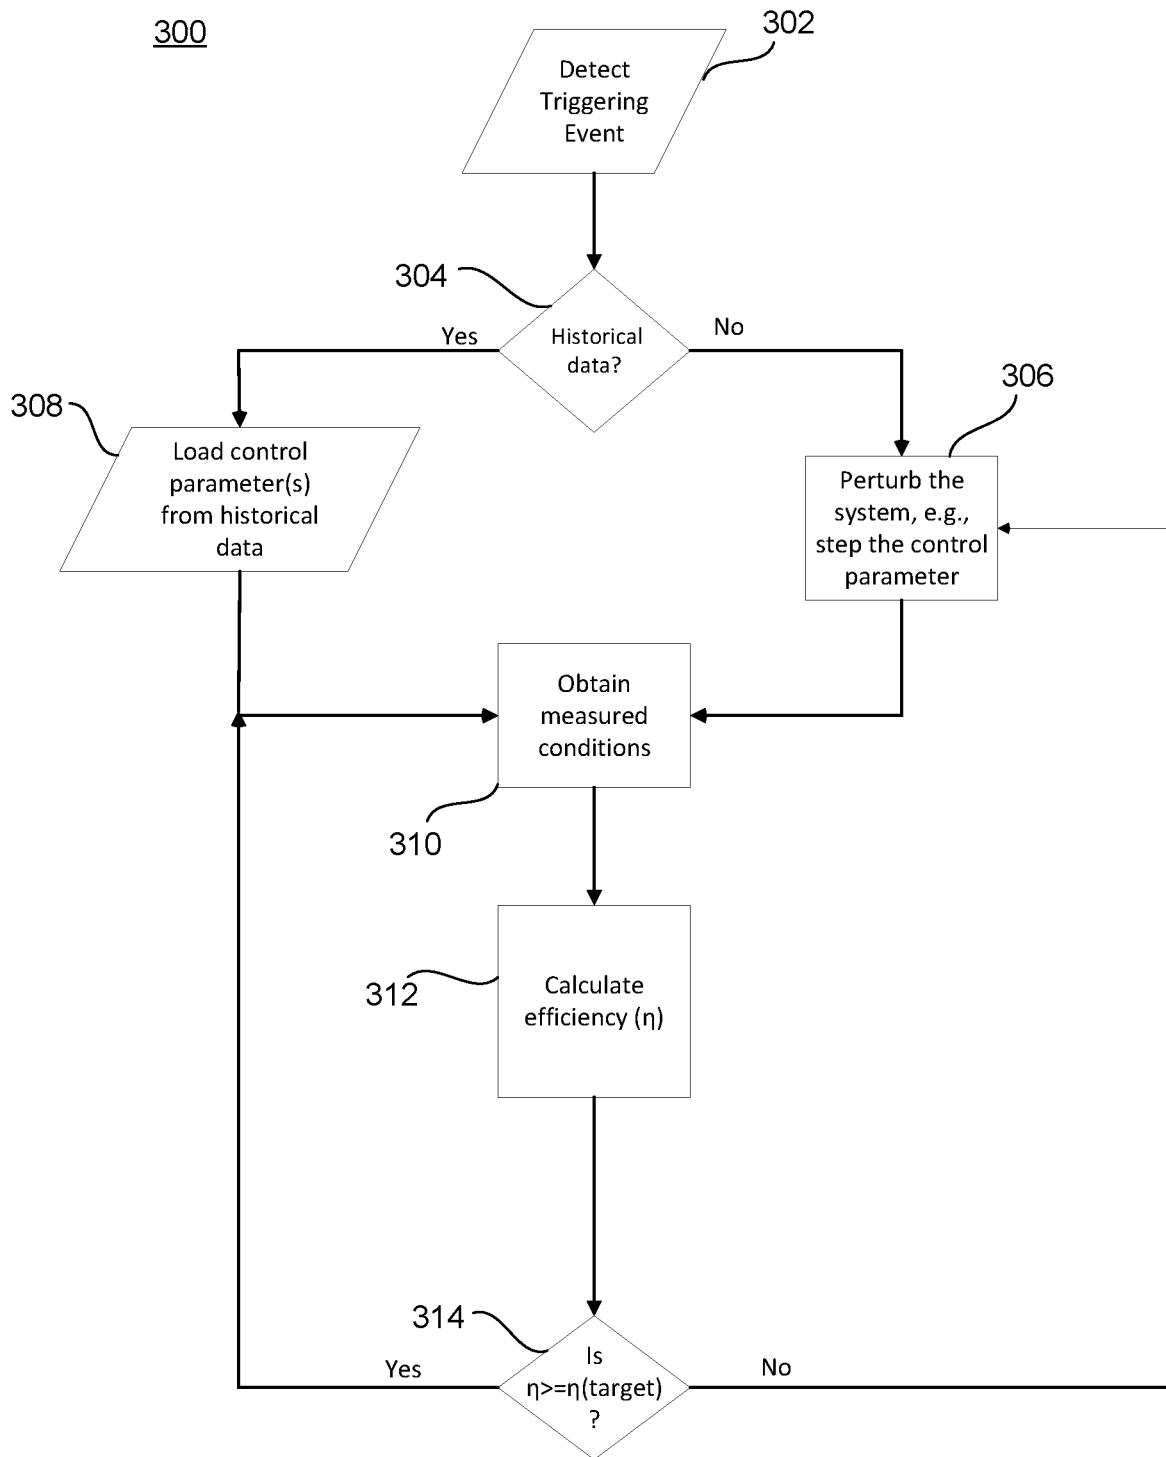 300
302
Detect
Triggering
Event
304
Historical
data?
Yes
No
308
306
Load control
parameter(s)
from historical
data
Perturb the
system, e.g.,
step the control
parameter
Obtain
measured
conditions
310
312
Calculate
efficiency (η)
314
Is
η>=η(target)
?
Yes
No